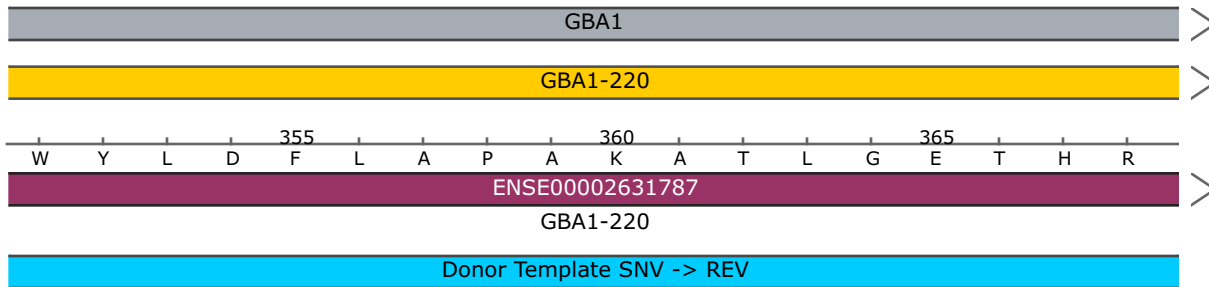 GBA1
GBA1-220
355 360 365
W Y L D F L A P A K A T L G E T H R
ENSE00002631787
GBA1-220
Donor Template SNV -> REV